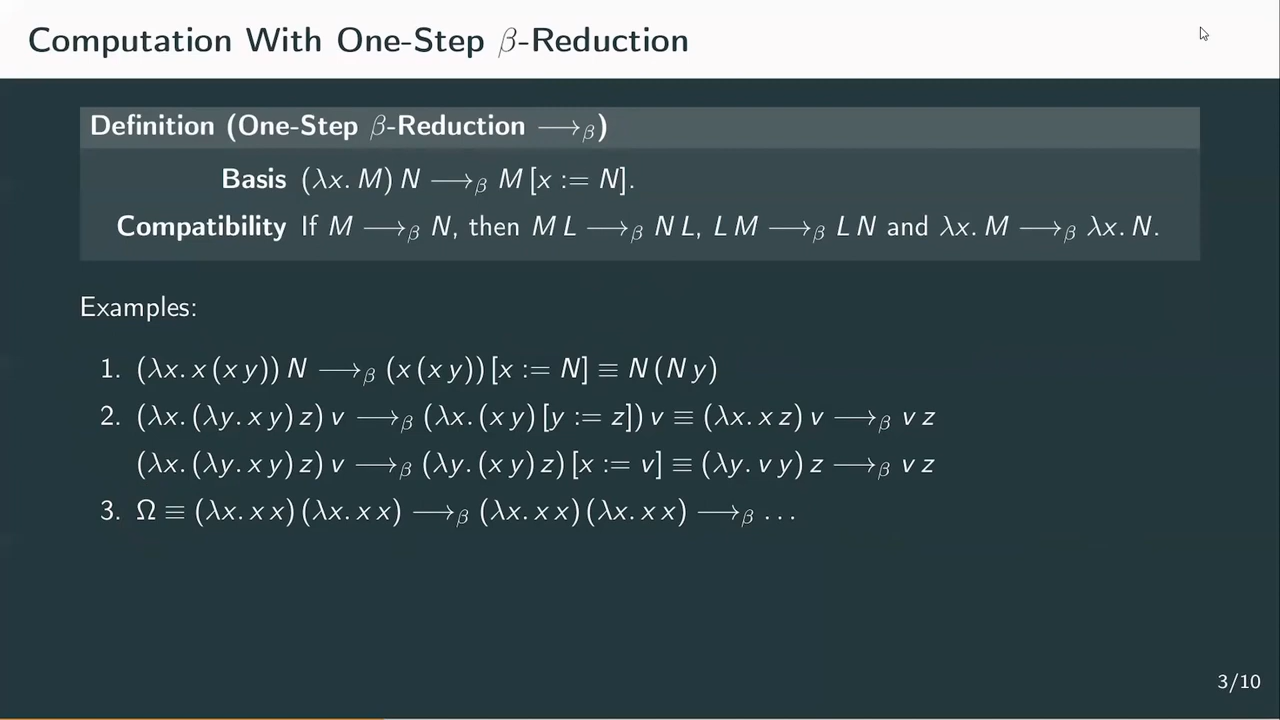 Computation With One-Step β-Reduction
Definition (One-Step β-Reduction ⟶β)
Basis (λx. M) N ⟶β M [x := N].
Compatibility If M ⟶β N, then M L ⟶β N L, L M ⟶β L N and λx. M ⟶β λx. N.
Examples:
1. (λx. x (x y)) N ⟶β (x (x y)) [x := N] ≡ N (N y)
2. (λx. (λy. x y) z) v ⟶β (λx. (x y) [y := z]) v ≡ (λx. x z) v ⟶β v z
(λx. (λy. x y) z) v ⟶β (λy. (x y) z) [x := v] ≡ (λy. v y) z ⟶β v z
3. Ω ≡ (λx. x x) (λx. x x) ⟶β (λx. x x) (λx. x x) ⟶β ...
3/10